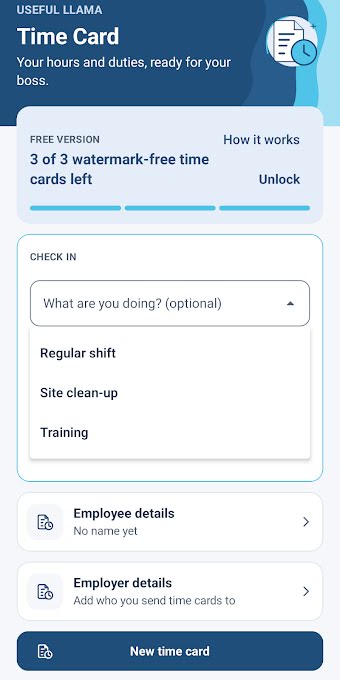 USEFUL LLAMA
Time Card
Your hours and duties, ready for your
boss.
FREE VERSION
How it works
3 of 3 watermark-free time
cards left
Unlock
CHECK IN
What are you doing? (optional)
Regular shift
Site clean-up
Training
Employee details
No name yet
Employer details
Add who you send time cards to
New time card